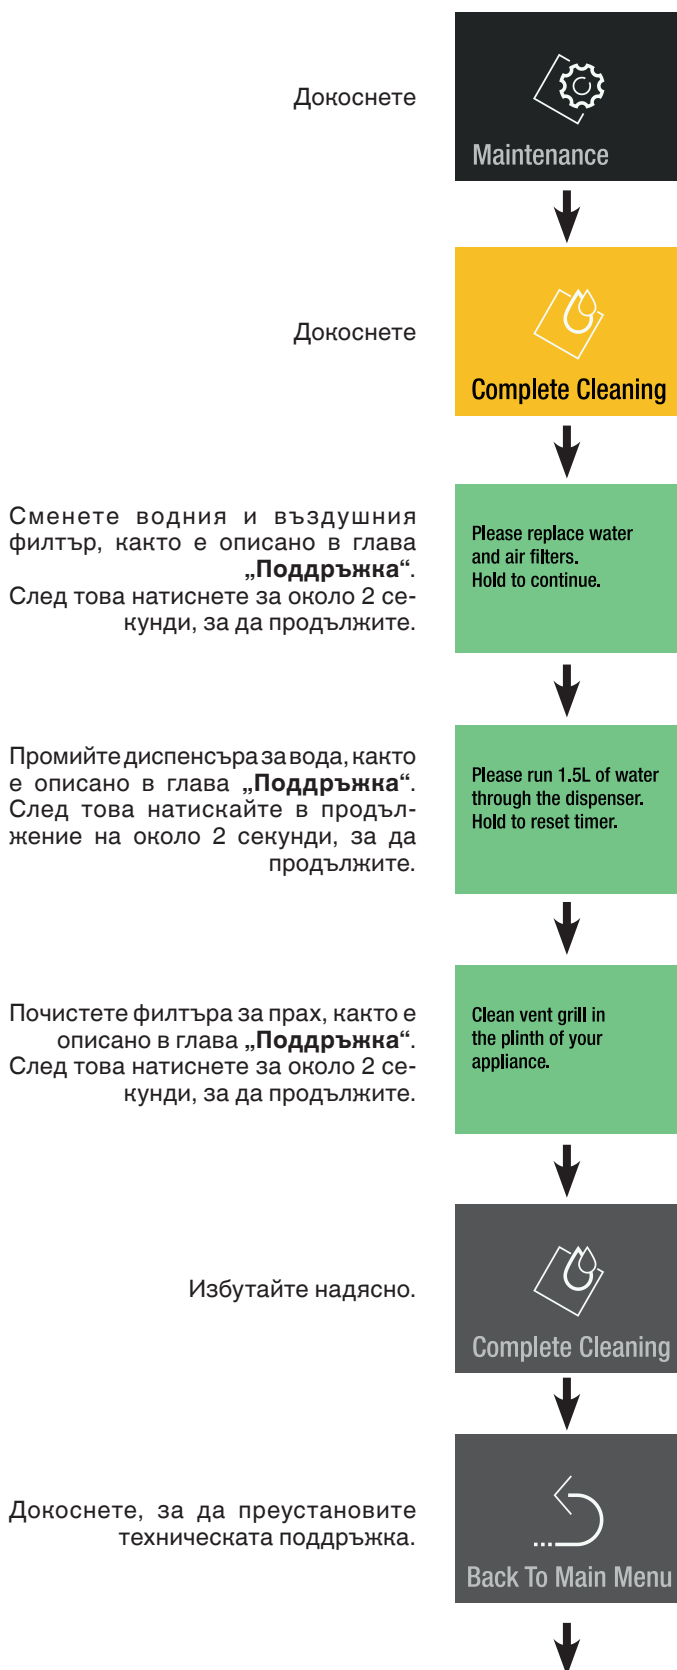 Докоснете
Maintenance
Докоснете
Complete Cleaning
Сменете водния и въздушния
филтър, както е описано в глава
„Поддръжка“.
След това натиснете за около 2 се-
кунди, за да продължите.
Please replace water
and air filters.
Hold to continue.
Промийте диспенсъра за вода, както
е описано в глава „Поддръжка“.
След това натискайте в продъл-
жение на около 2 секунди, за да
продължите.
Please run 1.5L of water
through the dispenser.
Hold to reset timer.
Почистете филтъра за прах, както е
описано в глава „Поддръжка“.
След това натиснете за около 2 се-
кунди, за да продължите.
Clean vent grill in
the plinth of your
appliance.
Избутайте надясно.
Complete Cleaning
Докоснете, за да преустановите
техническата поддръжка.
Back To Main Menu